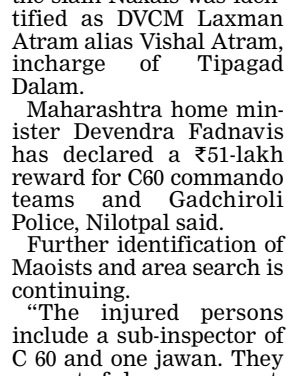 the slain Naxals was iden-
tified as DVCM Laxman
Atram alias Vishal Atram,
incharge of Tipagad
Dalam.
Maharashtra home min-
ister Devendra Fadnavis
has declared a ₹51-lakh
reward for C60 commando
teams and Gadchiroli
Police, Nilotpal said.
Further identification of
Maoists and area search is
continuing.
“The injured persons
include a sub-inspector of
C 60 and one jawan. They